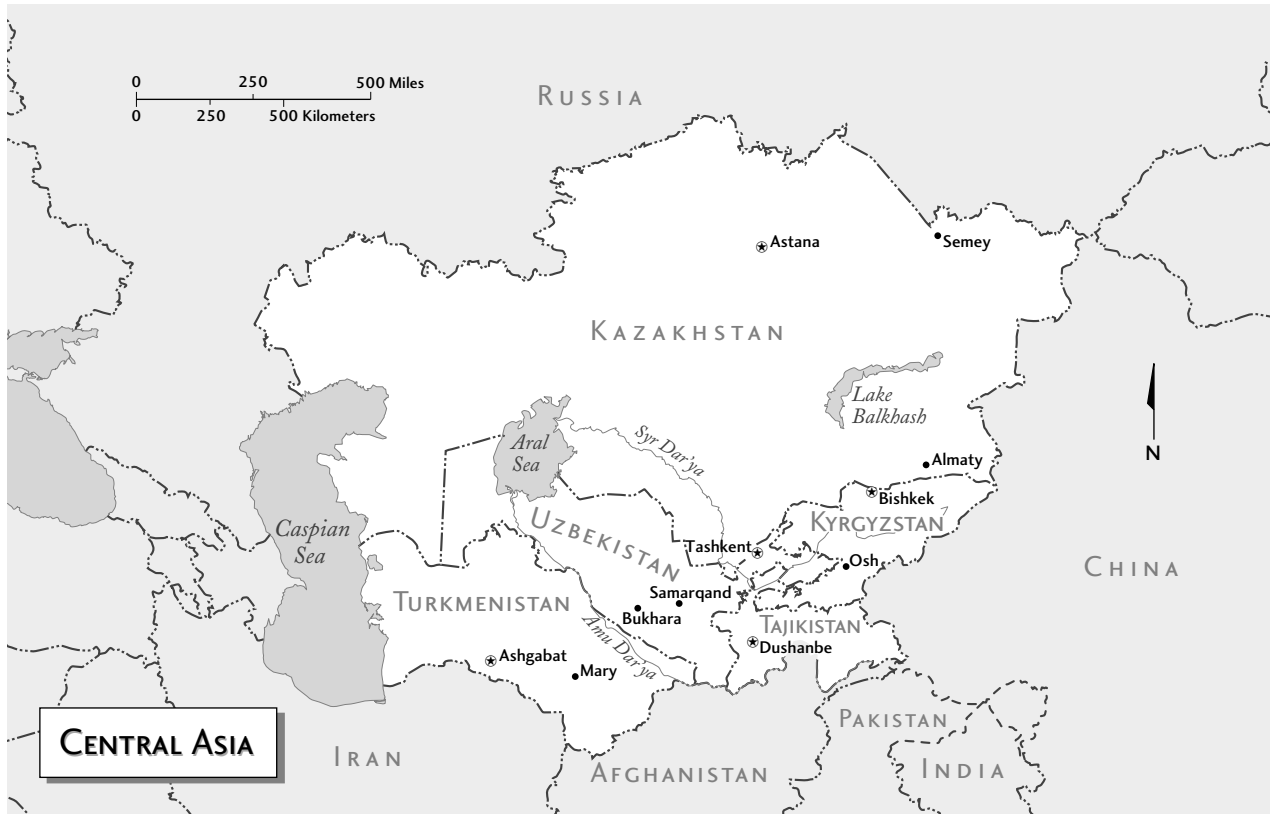 0 250 500 Miles
0 250 500 Kilometers
RUSSIA
Astana
Semey
KAZAKHSTAN
Lake
Balkhash
Aral
Sea
Syr Dar'ya
Almaty
N
Bishkek
KYRGYZSTAN
Caspian
Sea
UZBEKISTAN
Tashkent
Osh
CHINA
Samarqand
TURKMENISTAN
Bukhara
TAJIKISTAN
Amu Dar'ya
Dushanbe
Ashgabat
Mary
PAKISTAN
CENTRAL ASIA
IRAN
AFGHANISTAN
INDIA